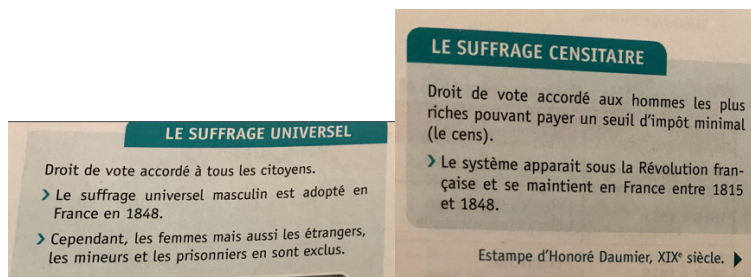 LE SUFFRAGE UNIVERSEL
Droit de vote accordé à tous les citoyens.
› Le suffrage universel masculin est adopté en
France en 1848.
› Cependant, les femmes mais aussi les étrangers,
les mineurs et les prisonniers en sont exclus.
LE SUFFRAGE CENSITAIRE
Droit de vote accordé aux hommes les plus
riches pouvant payer un seuil d'impôt minimal
(le cens).
› Le système apparait sous la Révolution fran-
çaise et se maintient en France entre 1815
et 1848.
Estampe d'Honoré Daumier, XIXe siècle.